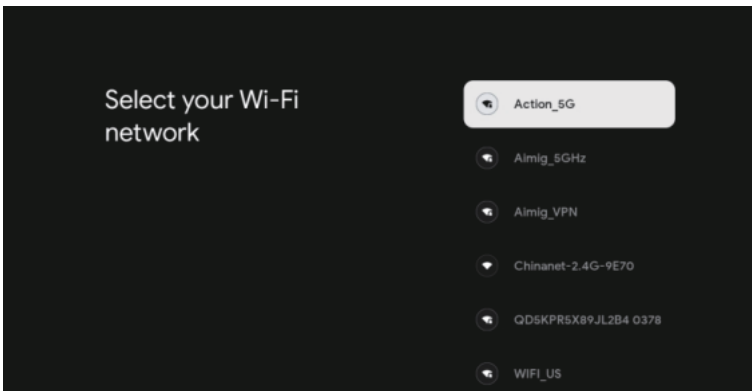 Select your Wi-Fi
network
Action_5G
Aimig_5GHz
Aimig_VPN
Chinanet-2.4G-9E70
QD5KPR5X89JL2B4 0378
WIFI_US